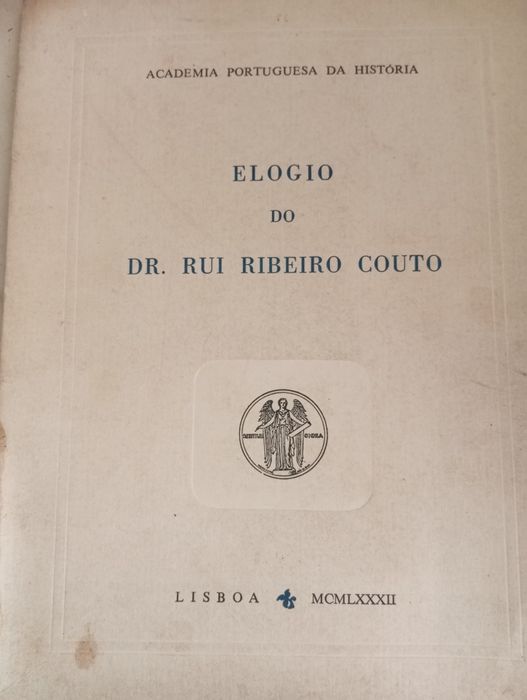 ACADEMIA PORTUGUESA DA HISTÓRIA
ELOGIO
DO
DR. RUI RIBEIRO COUTO
LISBOA MCMLXXXII